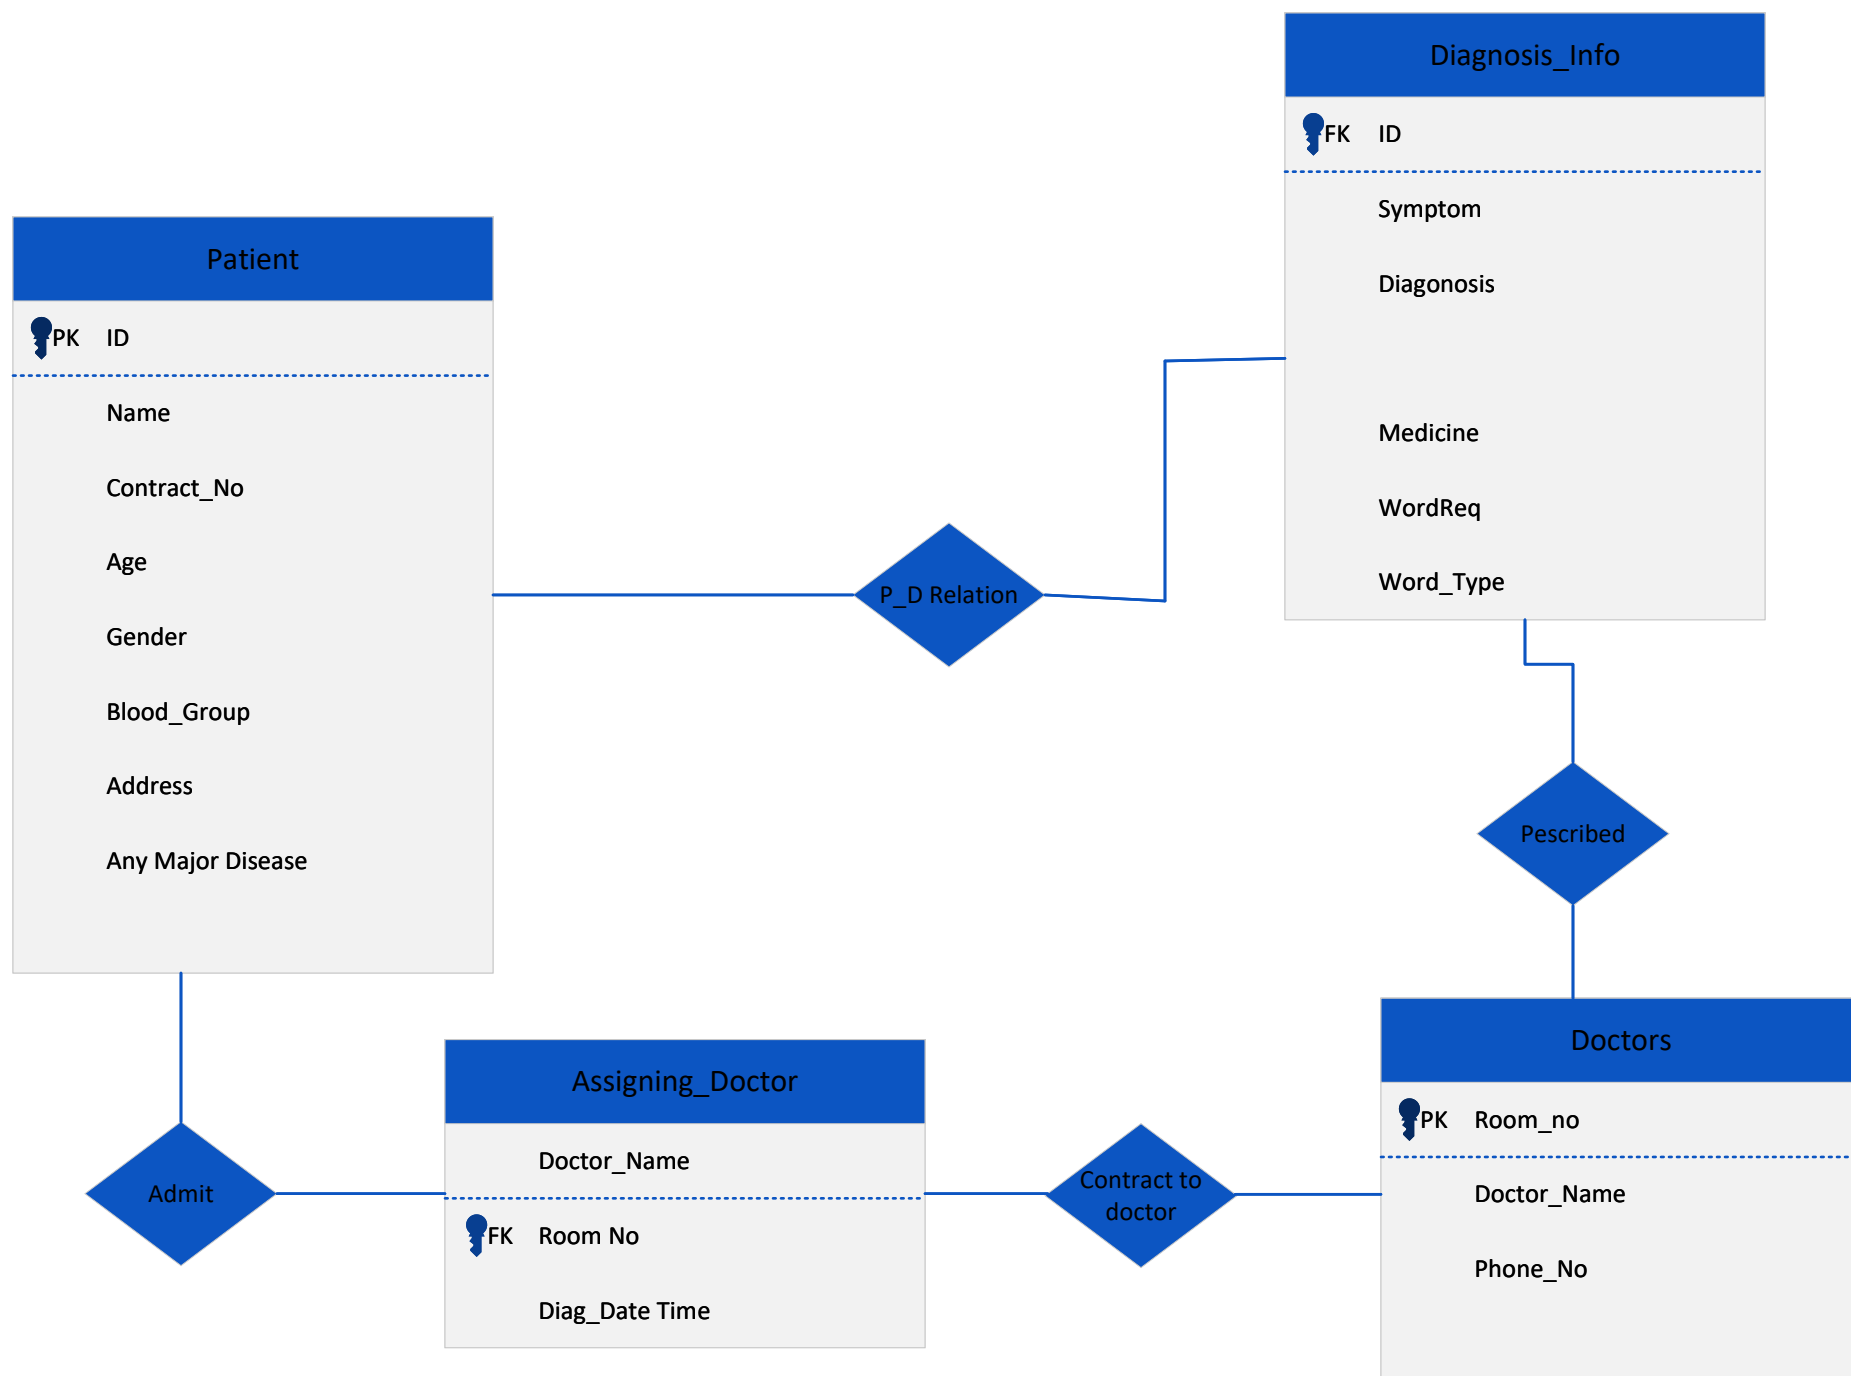 Diagnosis_Info
FK ID
Symptom
Diagonosis
Medicine
WordReq
Word_Type
Patient
PK ID
Name
Contract_No
Age
Gender
Blood_Group
Address
Any Major Disease
P_D Relation
Pescribed
Admit
Assigning_Doctor
Doctor_Name
FK Room No
Diag_Date Time
Contract to
doctor
Doctors
PK Room_no
Doctor_Name
Phone_No